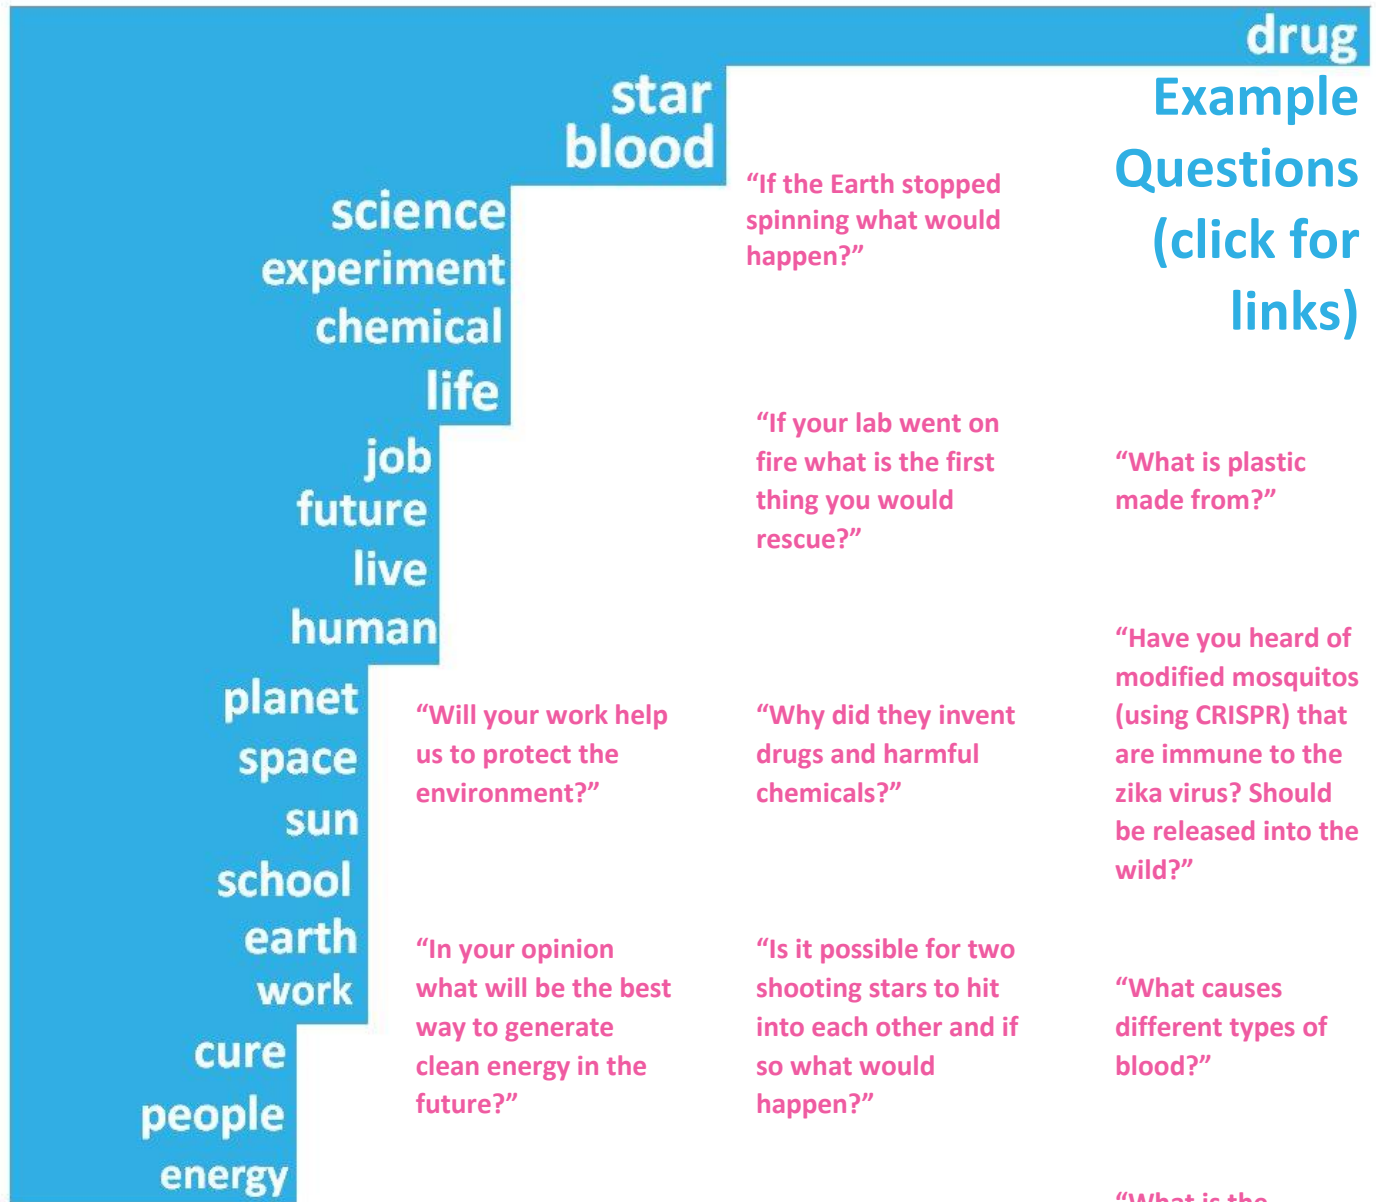 drug
star
blood
science
experiment
chemical
life
job
future
live
human
planet
space
sun
school
earth
work
cure
people
energy
Example
Questions
(click for
links)
“If the Earth stopped
spinning what would
happen?”
“If your lab went on
fire what is the first
thing you would
rescue?”
“What is plastic
made from?”
“Will your work help
us to protect the
environment?”
“Why did they invent
drugs and harmful
chemicals?”
“Have you heard of
modified mosquitos
(using CRISPR) that
are immune to the
zika virus? Should
be released into the
wild?”
“In your opinion
what will be the best
way to generate
clean energy in the
future?”
“Is it possible for two
shooting stars to hit
into each other and if
so what would
happen?”
“What causes
different types of
blood?”
“What is the